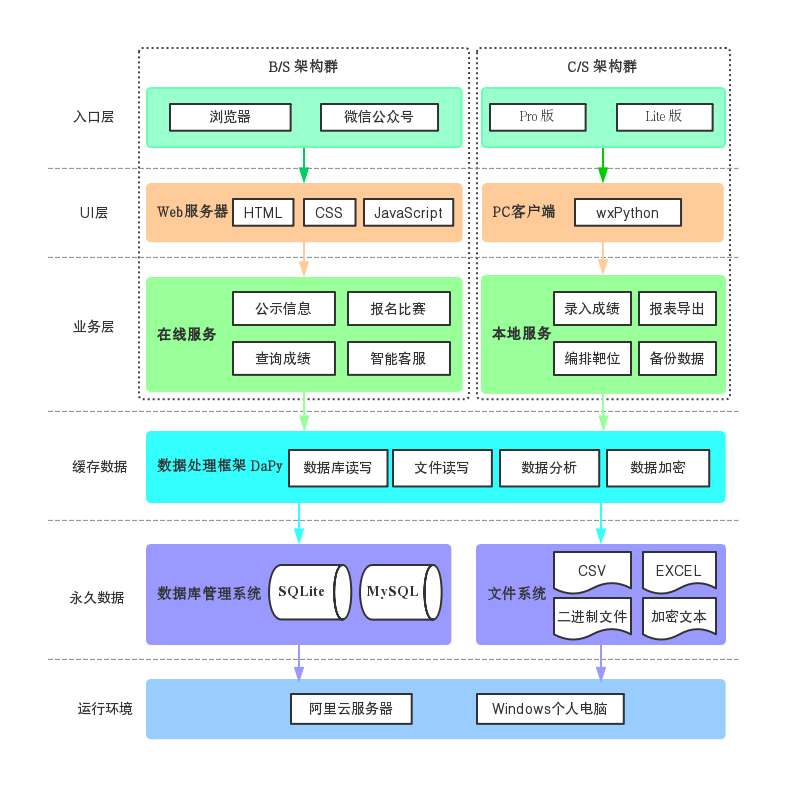 B/S 架构群
C/S 架构群
入口层
浏览器
微信公众号
Pro 版
Lite 版
UI层
Web服务器
HTML
CSS
JavaScript
PC客户端
wxPython
业务层
在线服务
公示信息
报名比赛
查询成绩
智能客服
本地服务
录入成绩
报表导出
编排靶位
备份数据
缓存数据
数据处理框架 DaPy
数据库读写
文件读写
数据分析
数据加密
永久数据
数据库管理系统
SQLite
MySQL
文件系统
CSV
EXCEL
二进制文件
加密文本
运行环境
阿里云服务器
Windows个人电脑